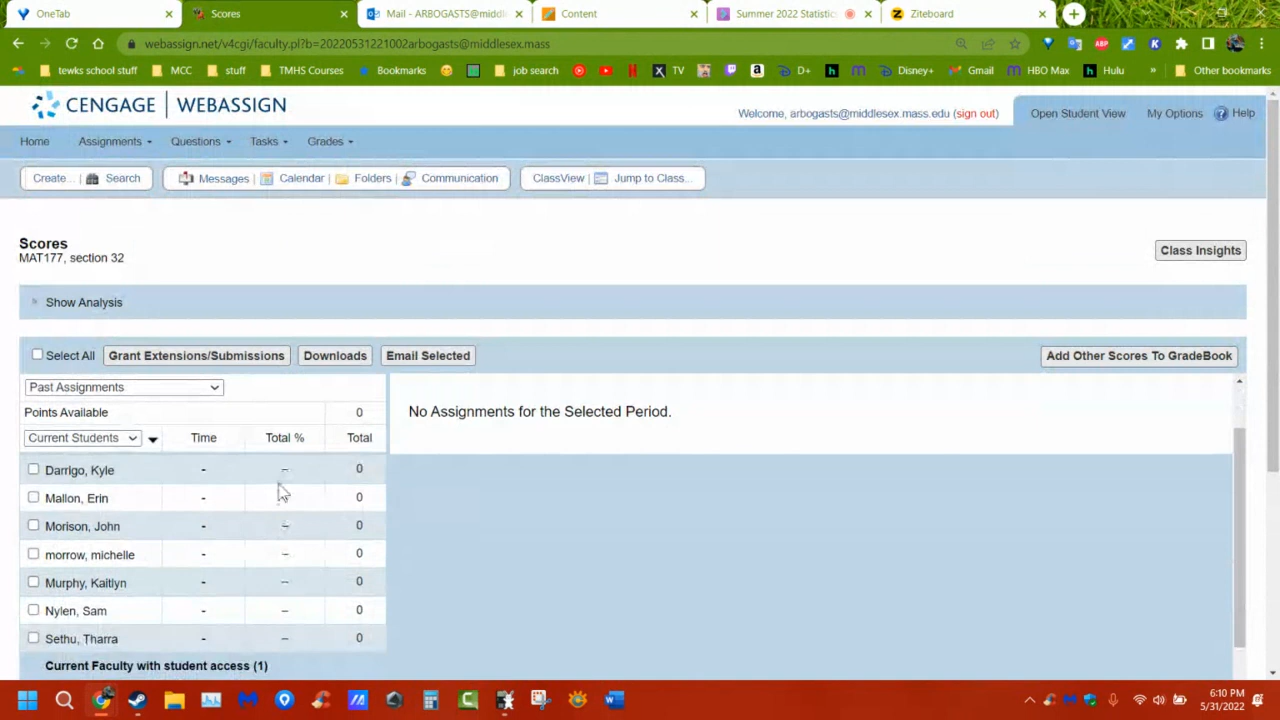 OneTab
Scores
Mail - ARBOGASTS@middl
Content
Summer 2022 Statistic
Ziteboard
webassign.net/v4cgi/faculty.pl?b=20220531221002arbogasts@middlesex.mass
tewks school stuff
MCC
stuff
TMHS Courses
Bookmarks
job search
TV
D+
Disney+
Gmail
HBO Max
Hulu
»
Other bookmarks
CENGAGE | WEBASSIGN
Welcome, arbogasts@middlesex.mass.edu (sign out)
Open Student View
My Options
Help
Home
Assignments
Questions
Tasks
Grades
Create... | Search
Messages | Calendar | Folders | Communication
ClassView | Jump to Class...
Scores
MAT177, section 32
Class Insights
Show Analysis
Select All
Grant Extensions/Submissions
Downloads
Email Selected
Add Other Scores To GradeBook
Past Assignments
No Assignments for the Selected Period.
Points Available 0
Current Students Time Total % Total
Darrigo, Kyle - -- 0
Mallon, Erin - -- 0
Morison, John - -- 0
morrow, michelle - -- 0
Murphy, Kaitlyn - -- 0
Nylen, Sam - -- 0
Sethu, Tharra - -- 0
Current Faculty with student access (1)
6:10 PM
5/31/2022